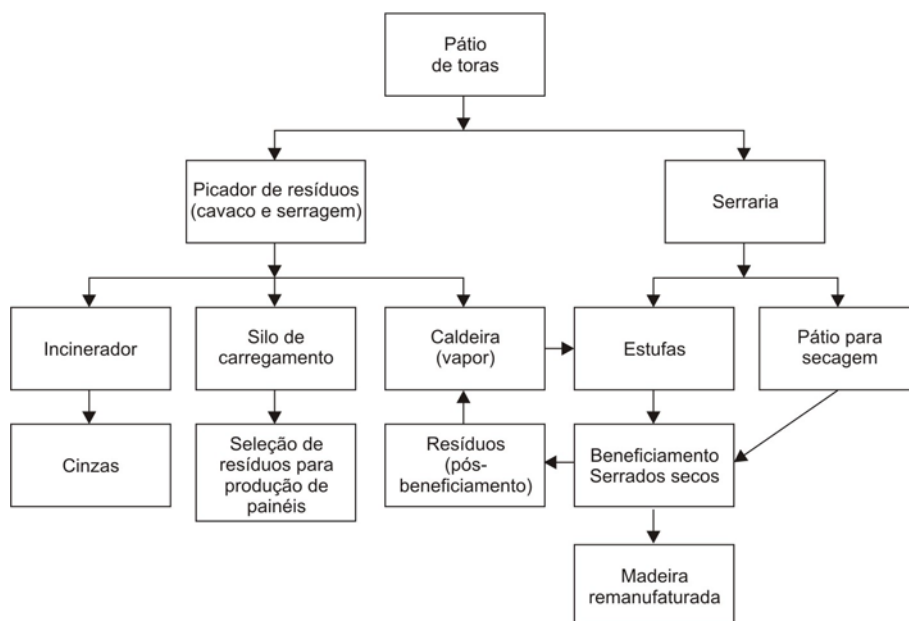 Pátio
de toras
Picador de resíduos
(cavaco e serragem)
Serraria
Incinerador
Silo de
carregamento
Caldeira
(vapor)
Estufas
Pátio para
secagem
Cinzas
Seleção de
resíduos para
produção de
painéis
Resíduos
(pós-
beneficiamento)
Beneficiamento
Serrados secos
Madeira
remanufaturada